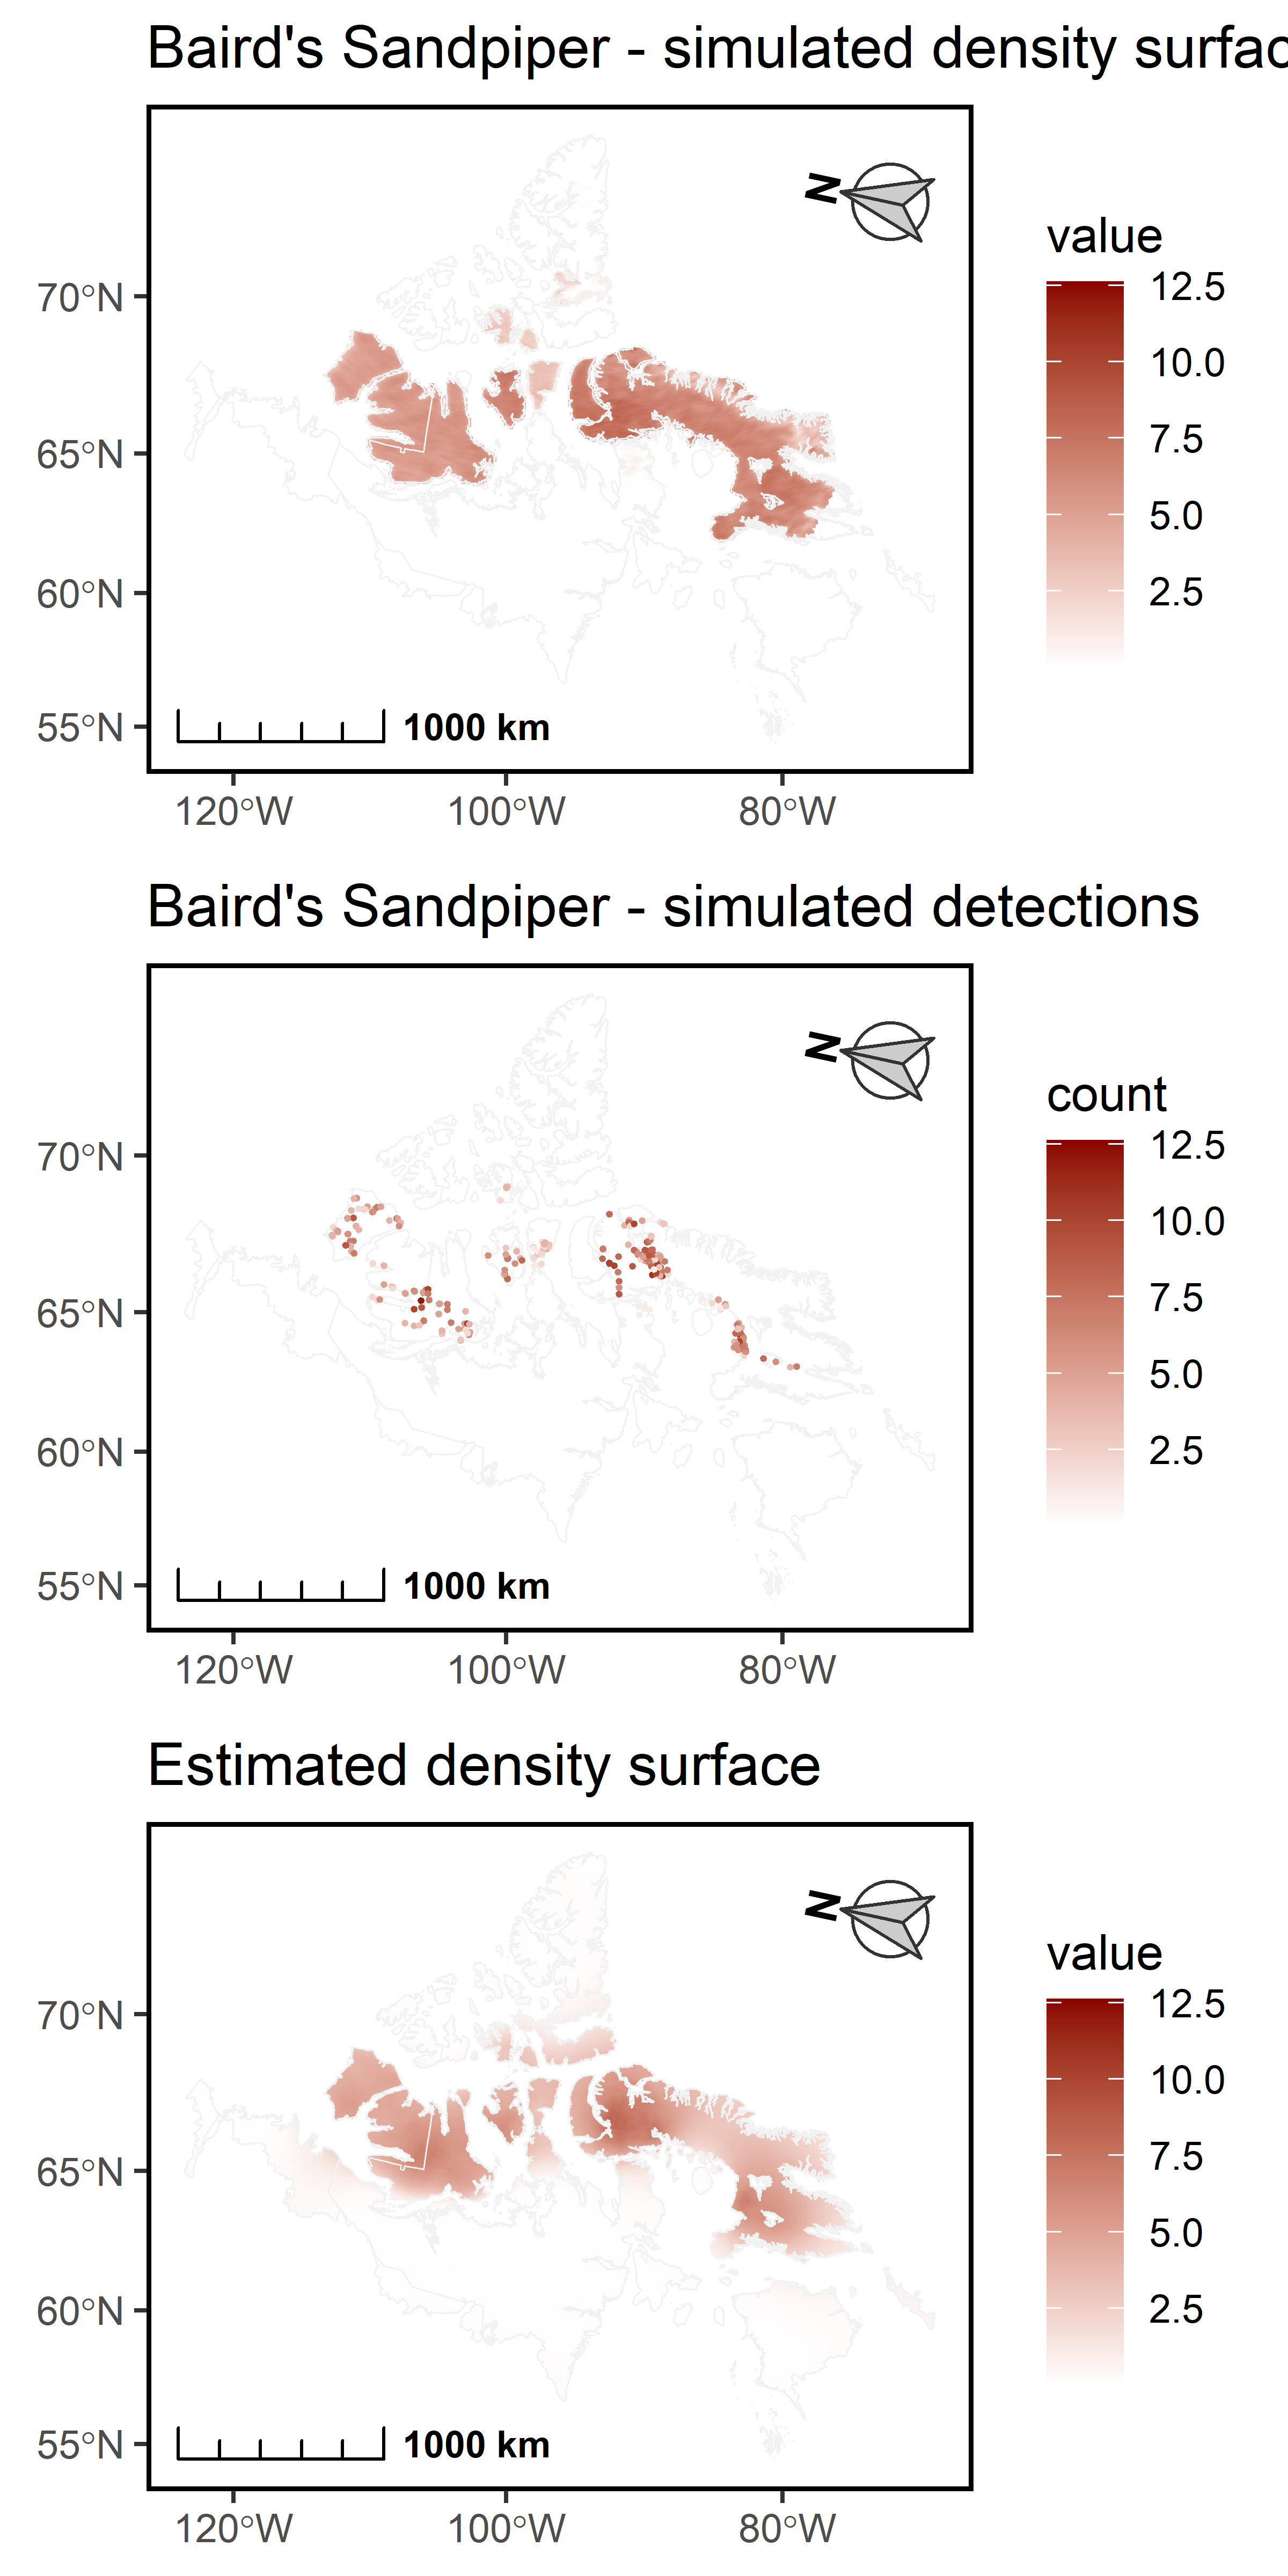 Baird's Sandpiper - simulated density surfac
N
value
12.5
10.0
7.5
5.0
2.5
70°N
65°N
60°N
55°N
1000 km
120°W
100°W
80°W
Baird's Sandpiper - simulated detections
N
count
12.5
10.0
7.5
5.0
2.5
70°N
65°N
60°N
55°N
1000 km
120°W
100°W
80°W
Estimated density surface
N
value
12.5
10.0
7.5
5.0
2.5
70°N
65°N
60°N
55°N
1000 km
120°W
100°W
80°W